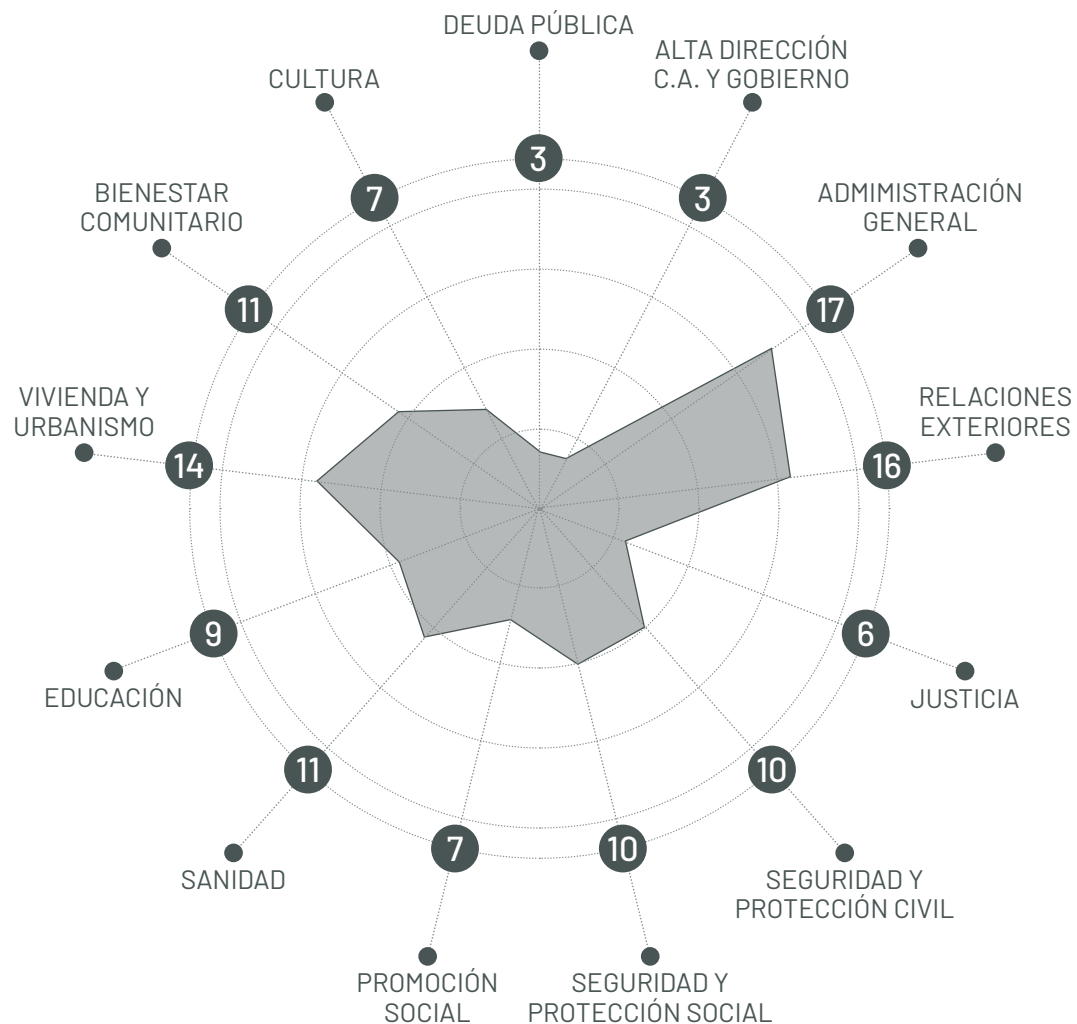 DEUDA PÚBLICA
3
ALTA DIRECCIÓN
C.A. Y GOBIERNO
3
ADMIMISTRACIÓN
GENERAL
17
RELACIONES
EXTERIORES
16
JUSTICIA
6
SEGURIDAD Y
PROTECCIÓN CIVIL
10
SEGURIDAD Y
PROTECCIÓN SOCIAL
10
PROMOCIÓN
SOCIAL
7
SANIDAD
11
EDUCACIÓN
9
VIVIENDA Y
URBANISMO
14
BIENESTAR
COMUNITARIO
11
CULTURA
7